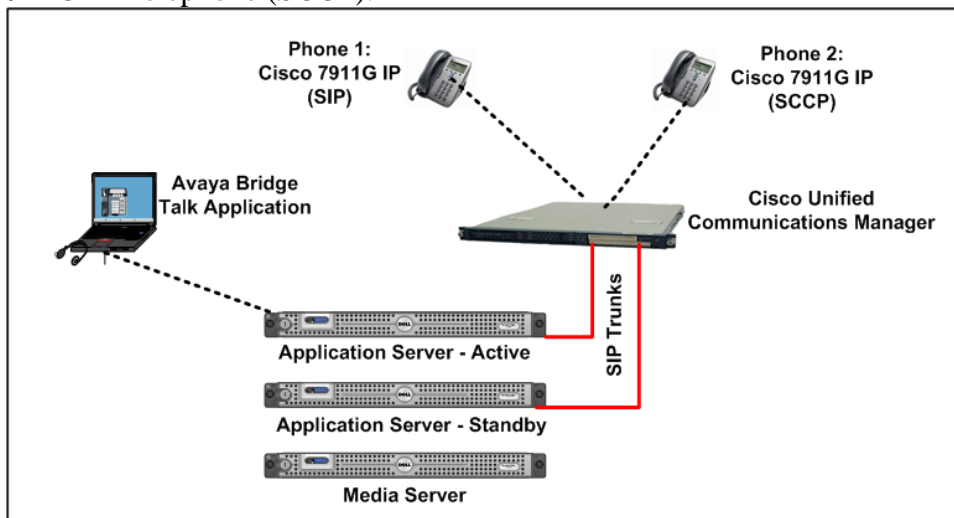 Phone 1:
Cisco 7911G IP
(SIP)
Phone 2:
Cisco 7911G IP
(SCCP)
Avaya Bridge
Talk Application
Cisco Unified
Communications Manager
SIP Trunks
Application Server - Active
Application Server - Standby
Media Server